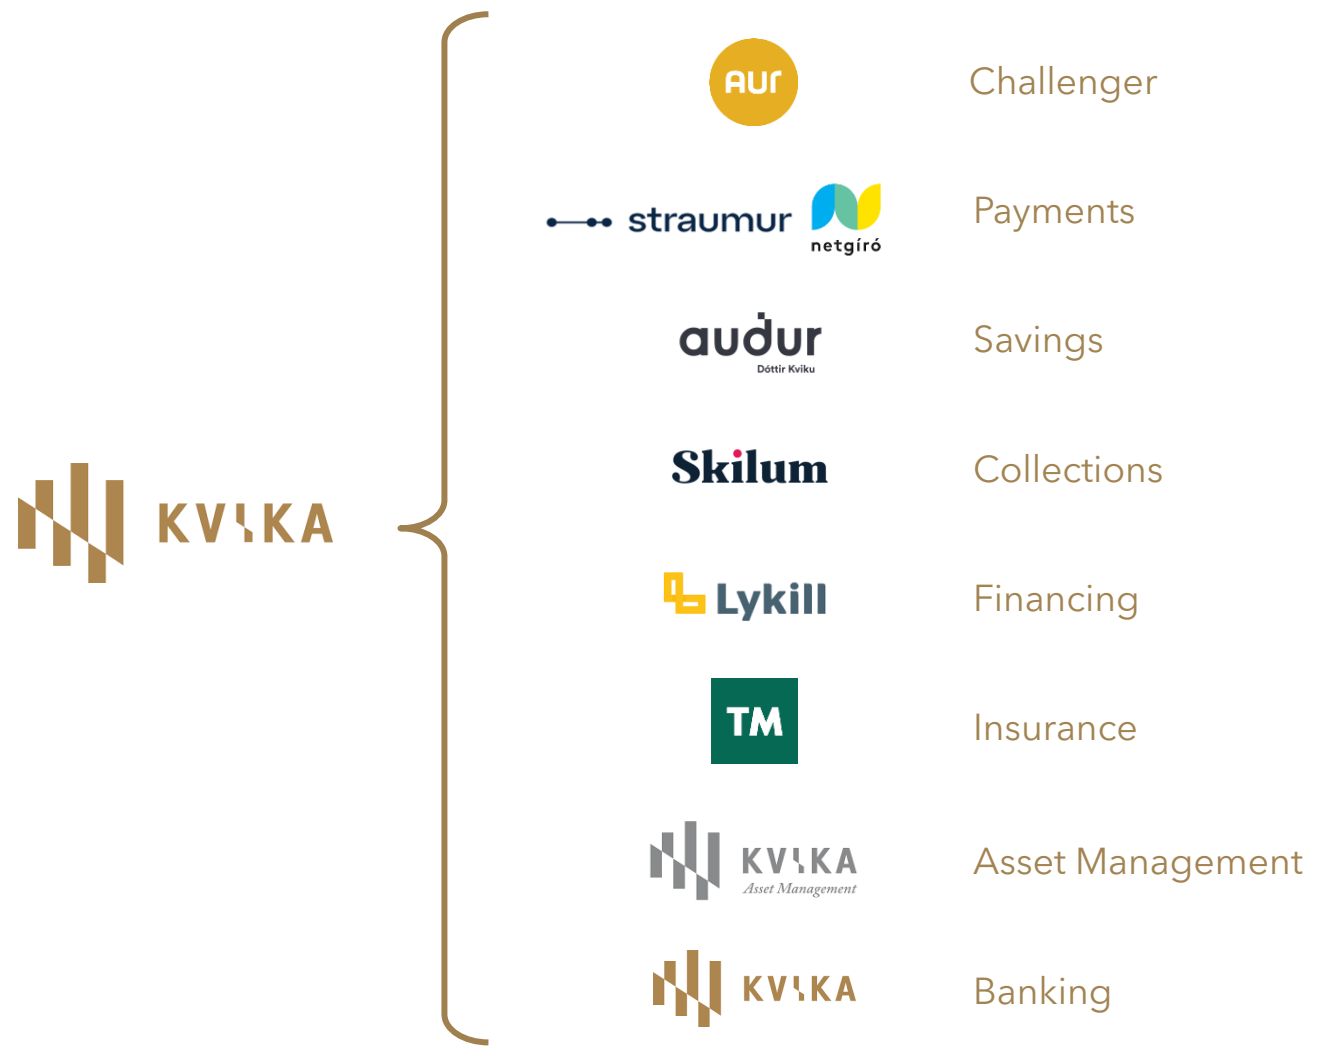 KVIKA
aur
Challenger
straumur
netgíró
Payments
auður
Dóttir Kviku
Savings
Skilum
Collections
Lykill
Financing
TM
Insurance
KVIKA
Asset Management
Asset Management
KVIKA
Banking